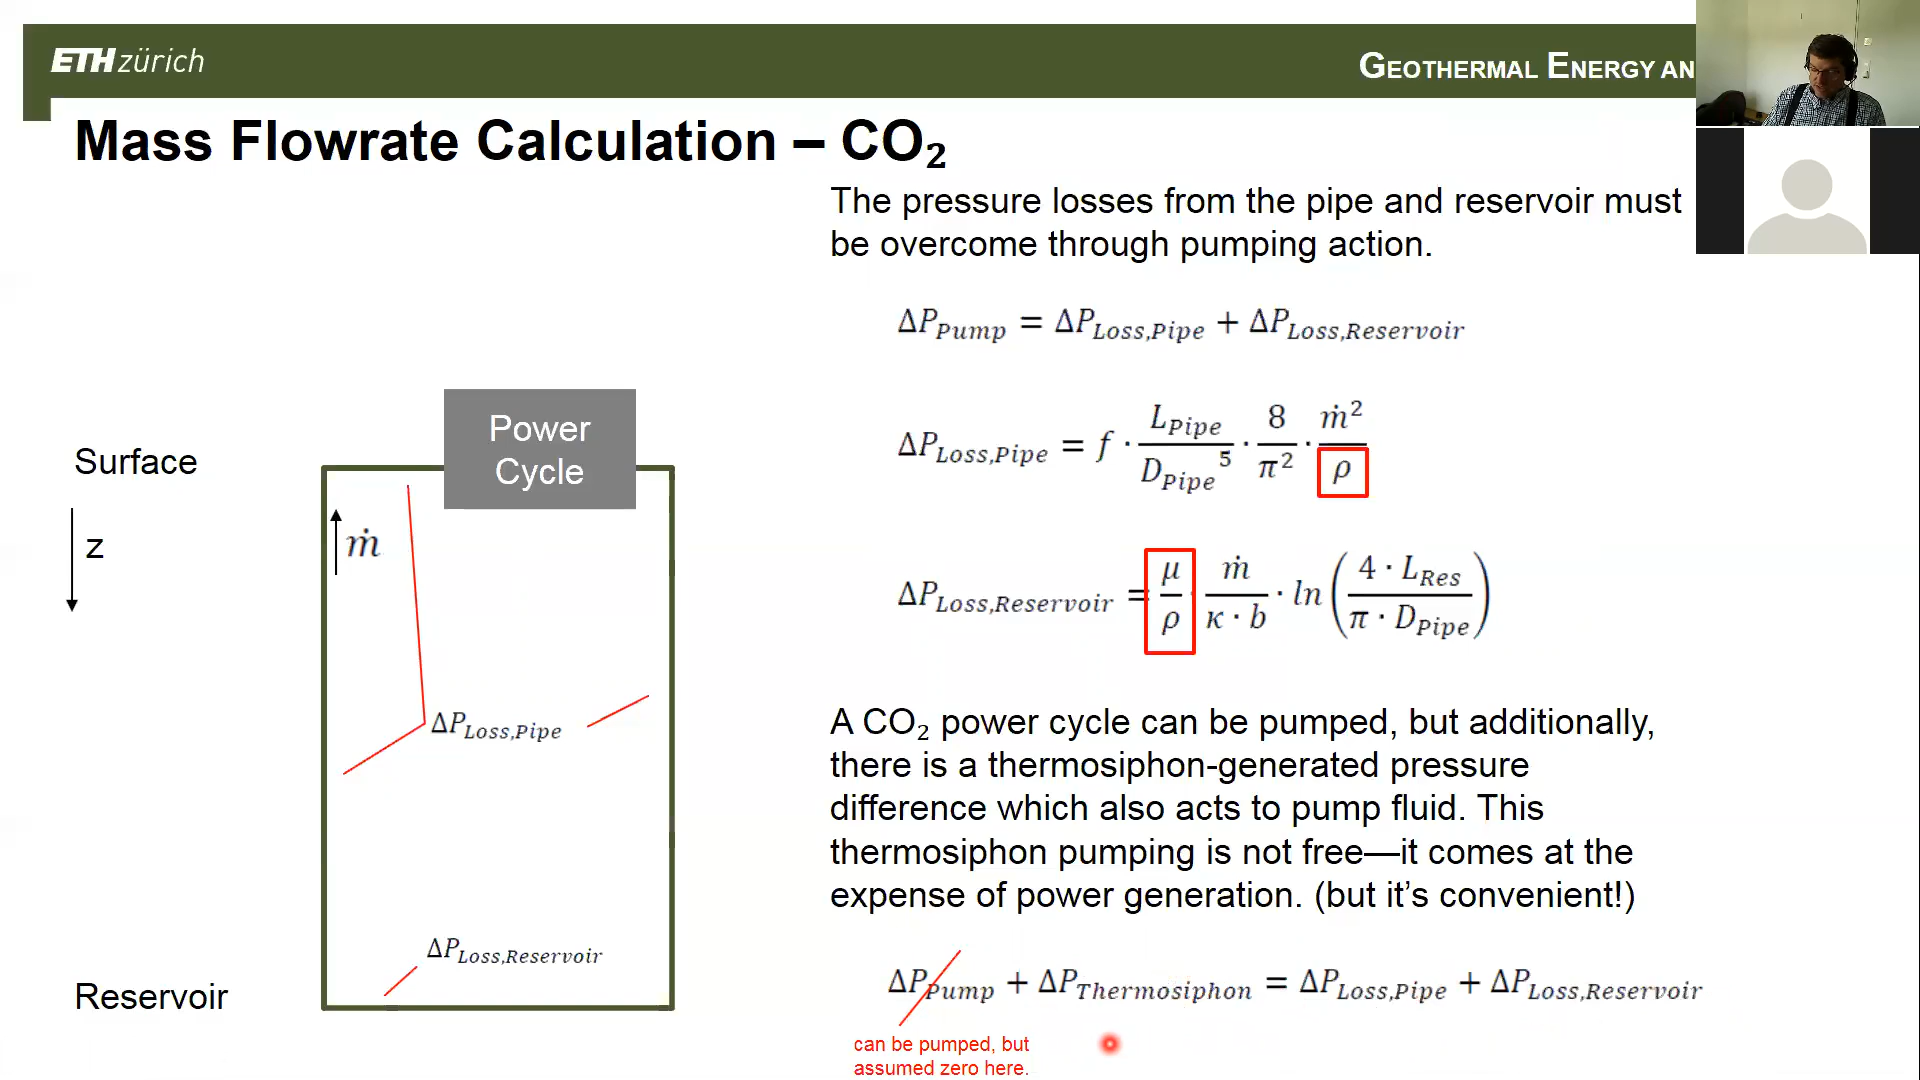 ETH zürich
GEOTHERMAL ENERGY AN
Mass Flowrate Calculation – CO₂
The pressure losses from the pipe and reservoir must
be overcome through pumping action.
ΔP_Pump = ΔP_Loss,Pipe + ΔP_Loss,Reservoir
ΔP_Loss,Pipe = f · L_Pipe / D_Pipe⁵ · 8 / π² · ṁ² / ρ
ΔP_Loss,Reservoir = μ / ρ · ṁ / (κ · b) · ln(4 · L_Res / (π · D_Pipe))
A CO₂ power cycle can be pumped, but additionally,
there is a thermosiphon-generated pressure
difference which also acts to pump fluid. This
thermosiphon pumping is not free—it comes at the
expense of power generation. (but it's convenient!)
ΔP_Pump + ΔP_Thermosiphon = ΔP_Loss,Pipe + ΔP_Loss,Reservoir
can be pumped, but
assumed zero here.
Power
Cycle
Surface
z
ṁ
ΔP_Loss,Pipe
ΔP_Loss,Reservoir
Reservoir